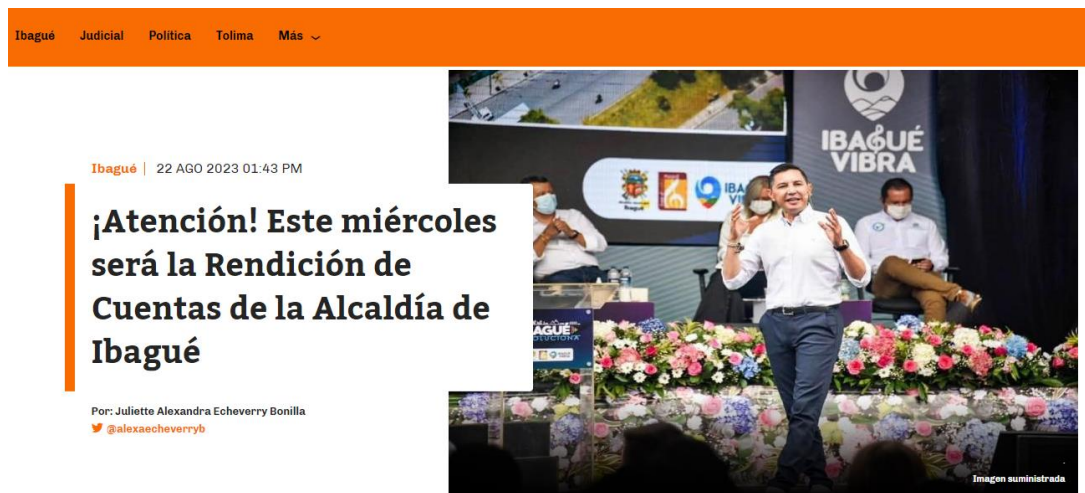 Ibagué Judicial Política Tolima Más
IBAGUÉ
VIBRA
Ibagué | 22 AGO 2023 01:43 PM
¡Atención! Este miércoles
será la Rendición de
Cuentas de la Alcaldía de
Ibagué
Por: Juliette Alexandra Echeverry Bonilla
@alexaecheverryb
Ibagué
Imagen suministrada